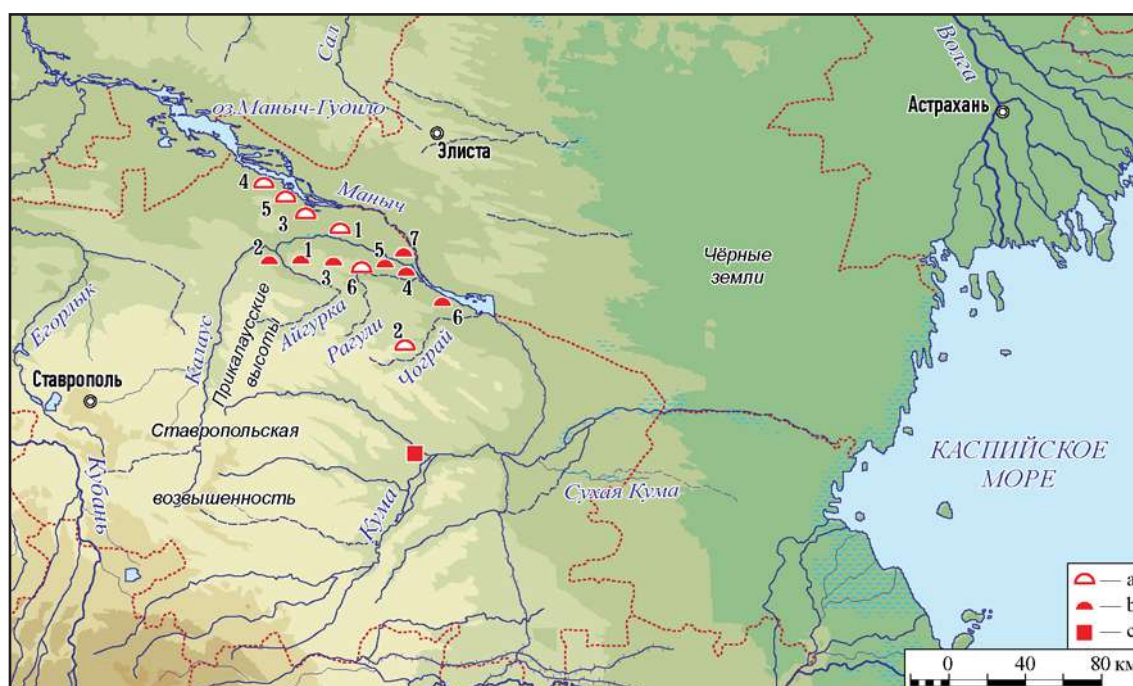 Волга
Сал
оз.Маныч-Гудило
Астрахань
Элиста
4
Маныч
5
3
1
7
2
1
5
3
6
4
Чёрные
земли
6
Егорлык
Калаус
Прикалаусские
высоты
Айгурка
Рагули
2
Чограй
Ставрополь
Ставропольская
КАСПИЙСКОЕ
МОРЕ
возвышенность
Кубань
Кума
Сухая Кума
— a
— b
— c
0 40 80 км